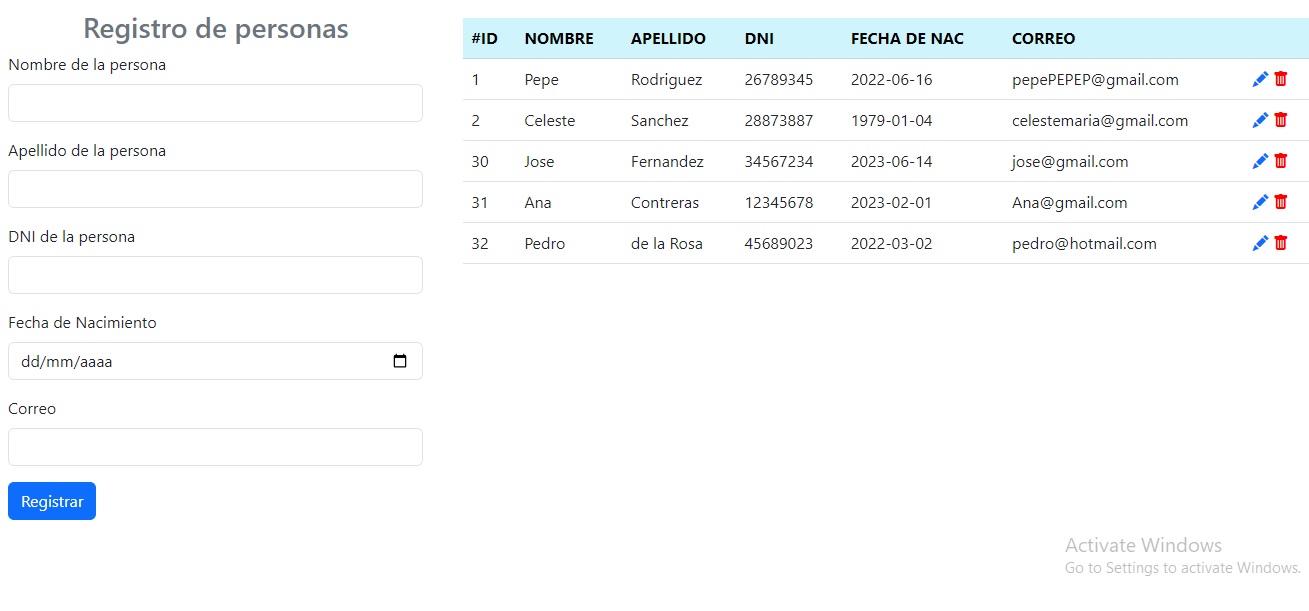 Registro de personas
Nombre de la persona
Apellido de la persona
DNI de la persona
Fecha de Nacimiento
dd/mm/aaaa
Correo
Registrar
#ID NOMBRE APELLIDO DNI FECHA DE NAC CORREO
1 Pepe Rodriguez 26789345 2022-06-16 pepePEPEP@gmail.com
2 Celeste Sanchez 28873887 1979-01-04 celestemaria@gmail.com
30 Jose Fernandez 34567234 2023-06-14 jose@gmail.com
31 Ana Contreras 12345678 2023-02-01 Ana@gmail.com
32 Pedro de la Rosa 45689023 2022-03-02 pedro@hotmail.com
Activate Windows
Go to Settings to activate Windows.